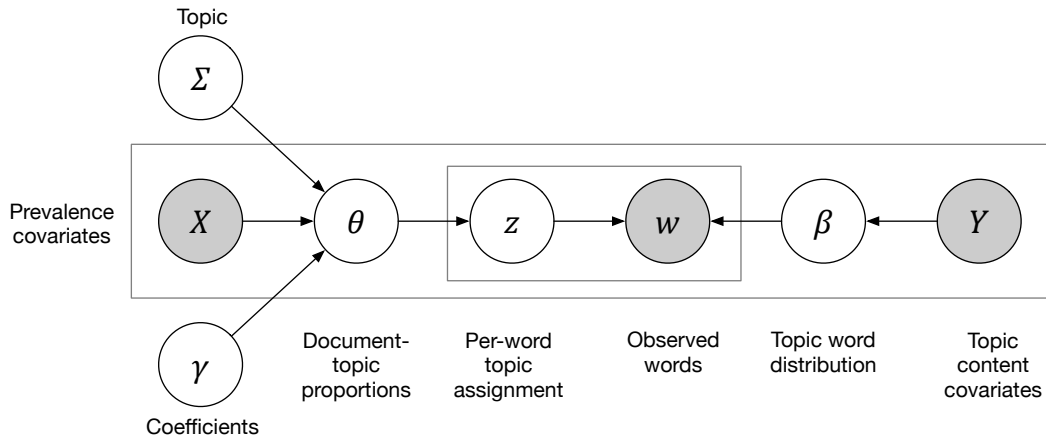 Topic
Σ
Prevalence
covariates
X
θ
z
w
β
Y
γ
Coefficients
Document-
topic
proportions
Per-word
topic
assignment
Observed
words
Topic word
distribution
Topic
content
covariates